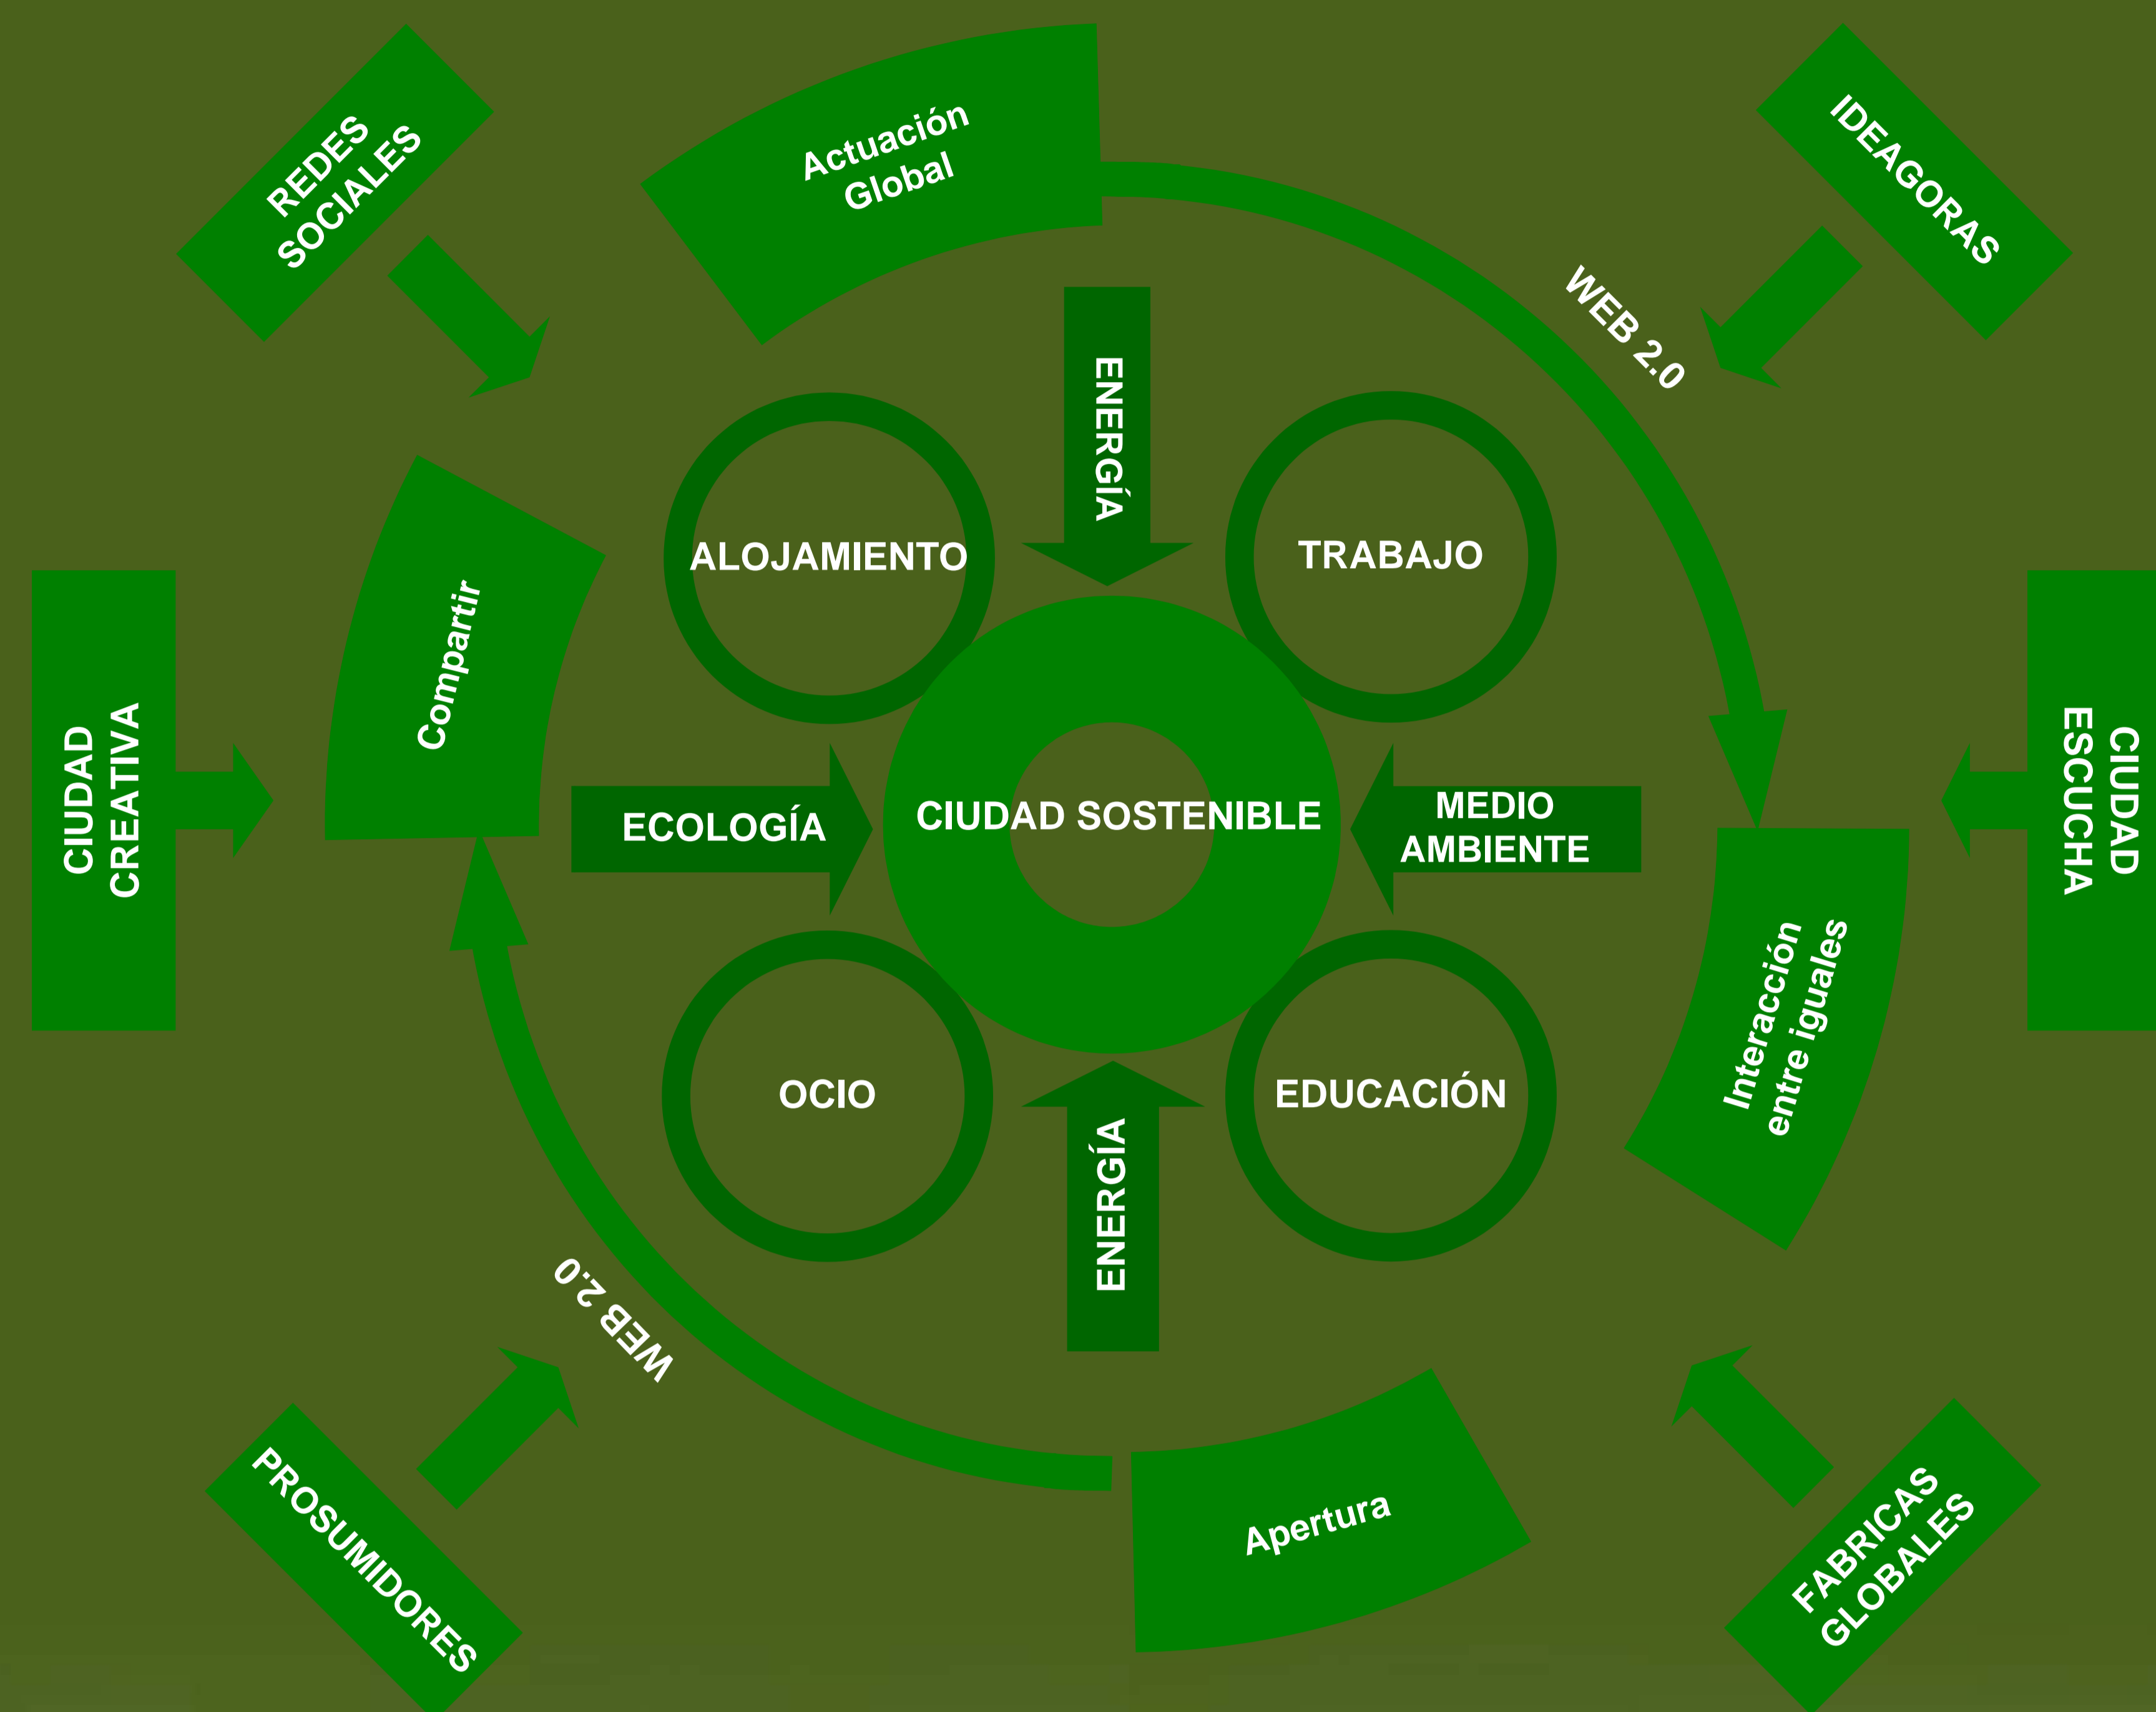 REDES
SOCIALES
Actuación
Global
IDEAGORAS
WEB 2.0
ENERGÍA
ALOJAMIENTO
TRABAJO
Compartir
CIUDAD
CREATIVA
ECOLOGÍA
CIUDAD SOSTENIBLE
MEDIO
AMBIENTE
CIUDAD
ESCUCHA
Interacción
entre iguales
OCIO
EDUCACIÓN
ENERGÍA
WEB 2.0
PROSUMIDORES
Apertura
FABRICAS
GLOBALES